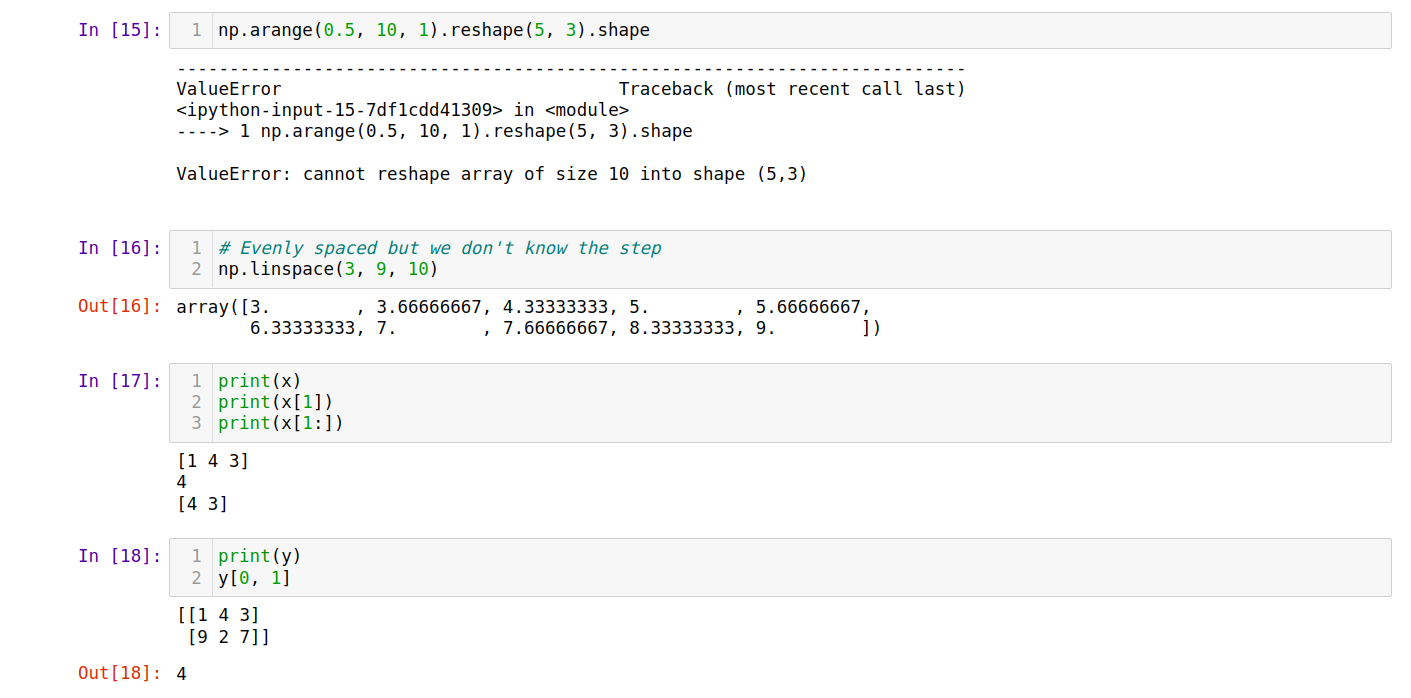 In [15]: 1 np.arange(0.5, 10, 1).reshape(5, 3).shape
---------------------------------------------------------------------------
ValueError                                Traceback (most recent call last)
<ipython-input-15-7df1cdd41309> in <module>
----> 1 np.arange(0.5, 10, 1).reshape(5, 3).shape
ValueError: cannot reshape array of size 10 into shape (5,3)
In [16]: 1 # Evenly spaced but we don't know the step
2 np.linspace(3, 9, 10)
Out[16]: array([3.        , 3.66666667, 4.33333333, 5.        , 5.66666667,
       6.33333333, 7.        , 7.66666667, 8.33333333, 9.        ])
In [17]: 1 print(x)
2 print(x[1])
3 print(x[1:])
[1 4 3]
4
[4 3]
In [18]: 1 print(y)
2 y[0, 1]
[[1 4 3]
 [9 2 7]]
Out[18]: 4